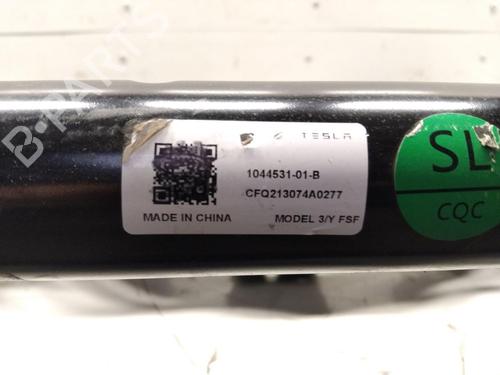 B-PARTS
TESLA
1044531-01-B
CFQ213074A0277
MADE IN CHINA
MODEL 3/Y FSF
SL
CQC